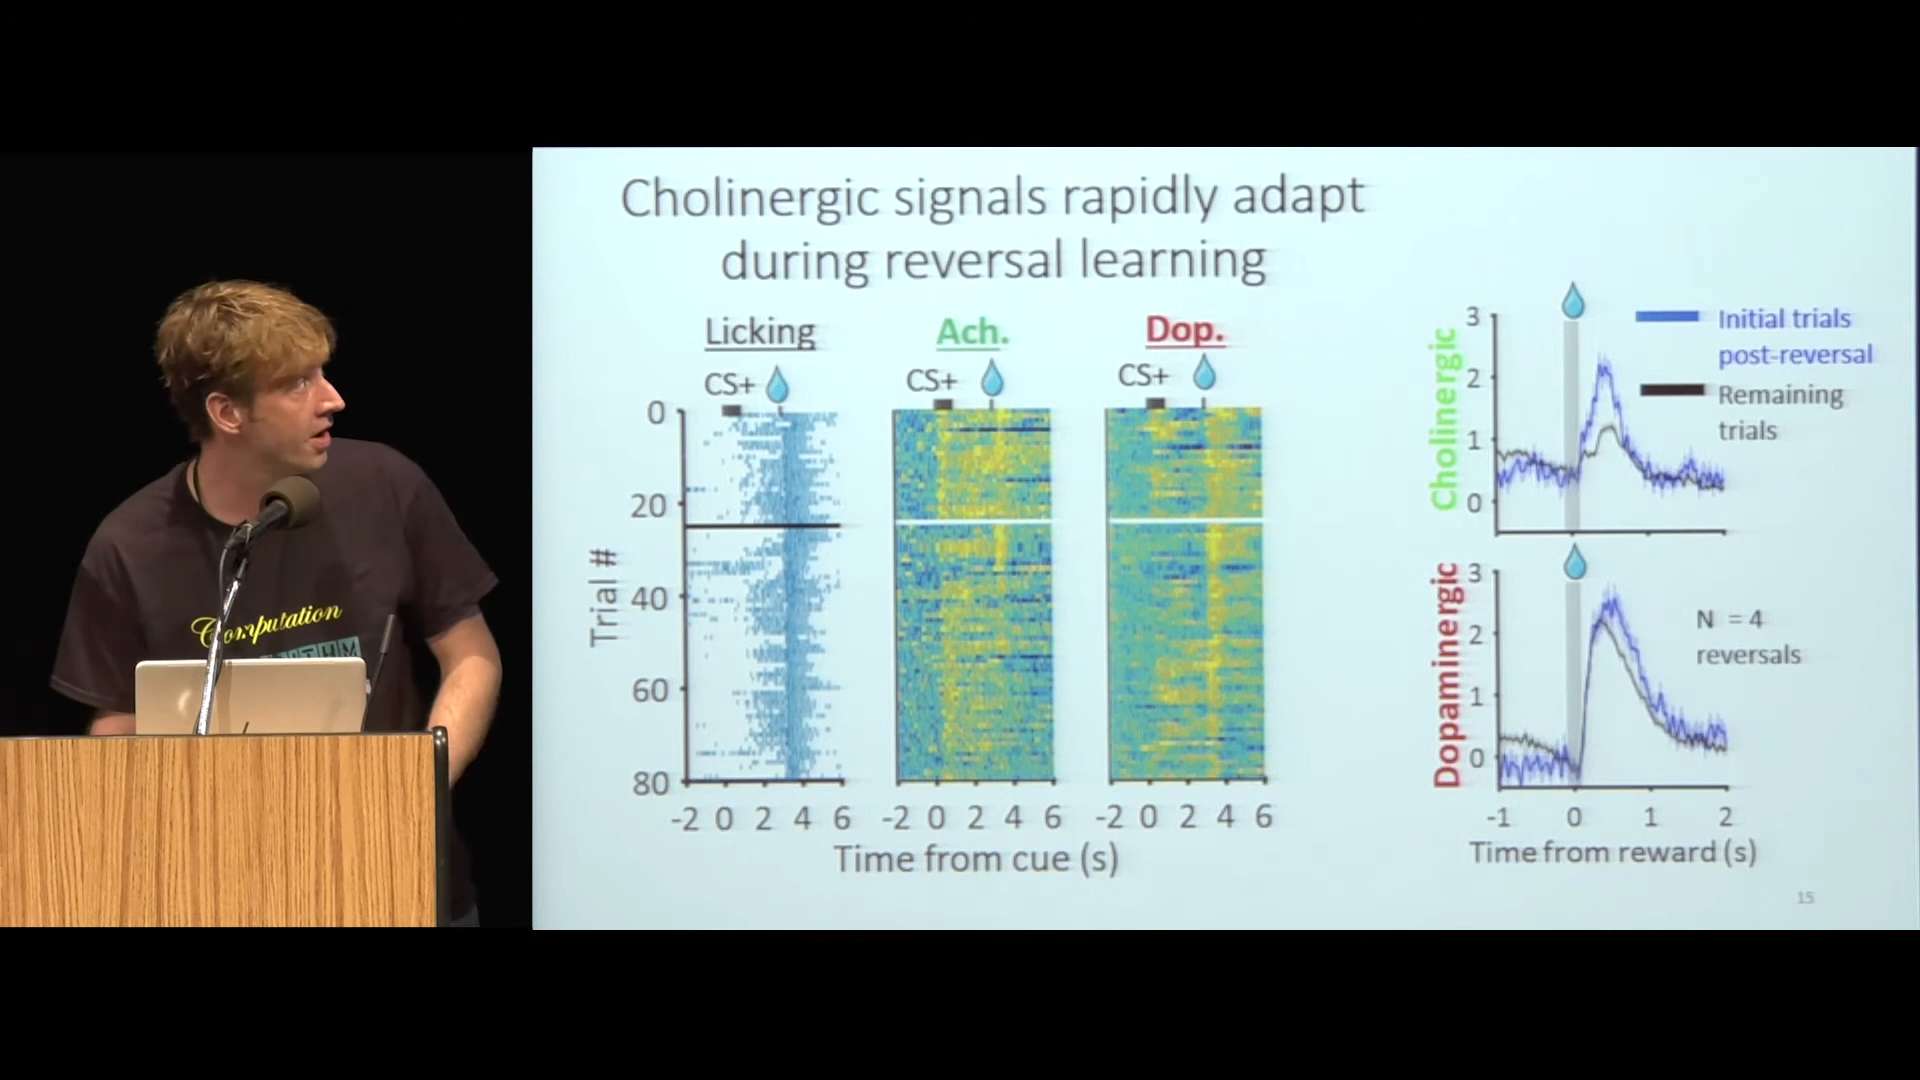 Cholinergic signals rapidly adapt
during reversal learning
Licking
Ach.
Dop.
CS+
CS+
CS+
Trial #
0
20
40
60
80
-2 0 2 4 6
-2 0 2 4 6
-2 0 2 4 6
Time from cue (s)
Cholinergic
3
2
1
0
Initial trials
post-reversal
Remaining
trials
Dopaminergic
3
2
1
0
N = 4
reversals
-1 0 1 2
Time from reward (s)
15
Computation